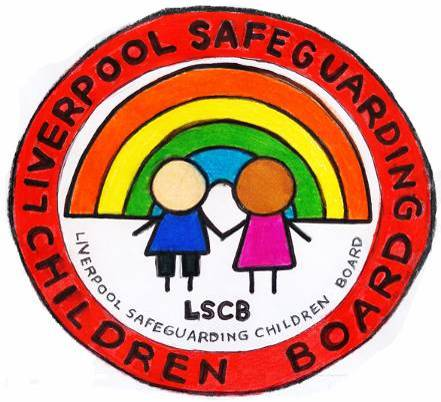 LIVERPOOL SAFEGUARDING
CHILDREN BOARD
LSCB
LIVERPOOL SAFEGUARDING CHILDREN BOARD